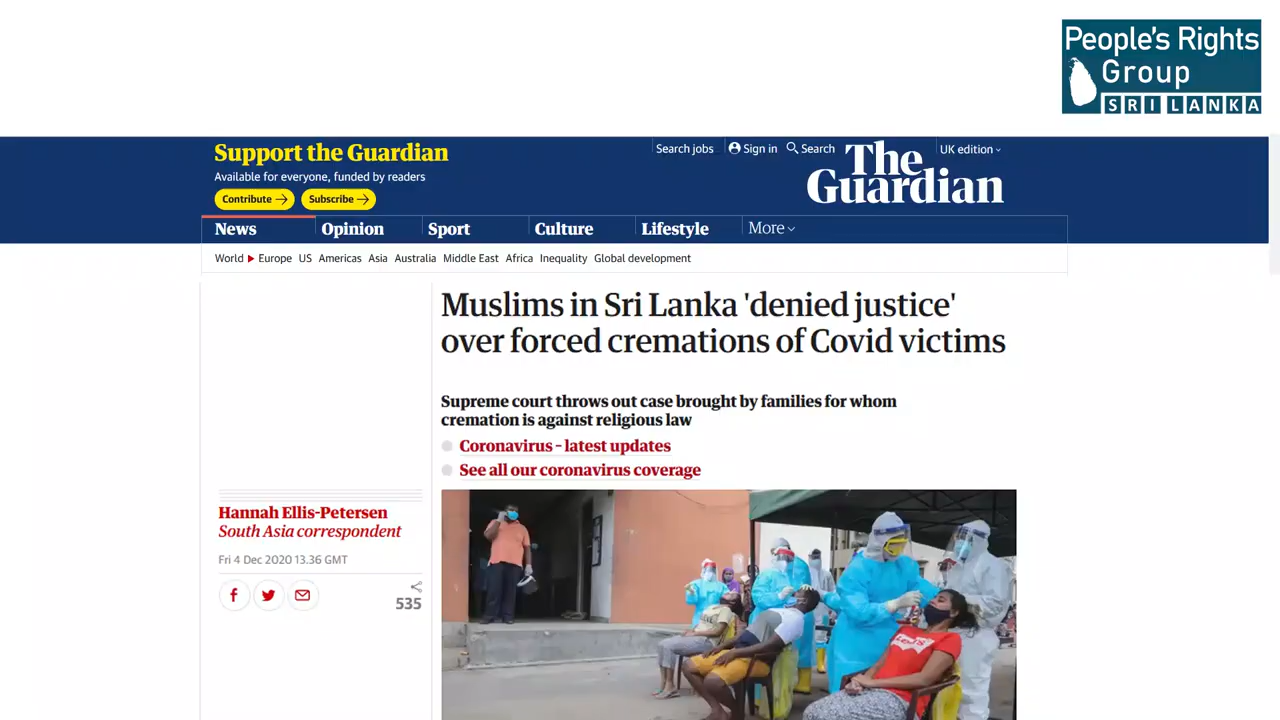 People's Rights
Group
SRI LANKA
Support the Guardian
Available for everyone, funded by readers
Contribute →
Subscribe →
Search jobs
Sign in
Search
The
Guardian
UK edition
News
Opinion
Sport
Culture
Lifestyle
More
World
Europe
US
Americas
Asia
Australia
Middle East
Africa
Inequality
Global development
Muslims in Sri Lanka 'denied justice'
over forced cremations of Covid victims
Supreme court throws out case brought by families for whom
cremation is against religious law
Coronavirus – latest updates
See all our coronavirus coverage
Hannah Ellis-Petersen
South Asia correspondent
Fri 4 Dec 2020 13.36 GMT
535